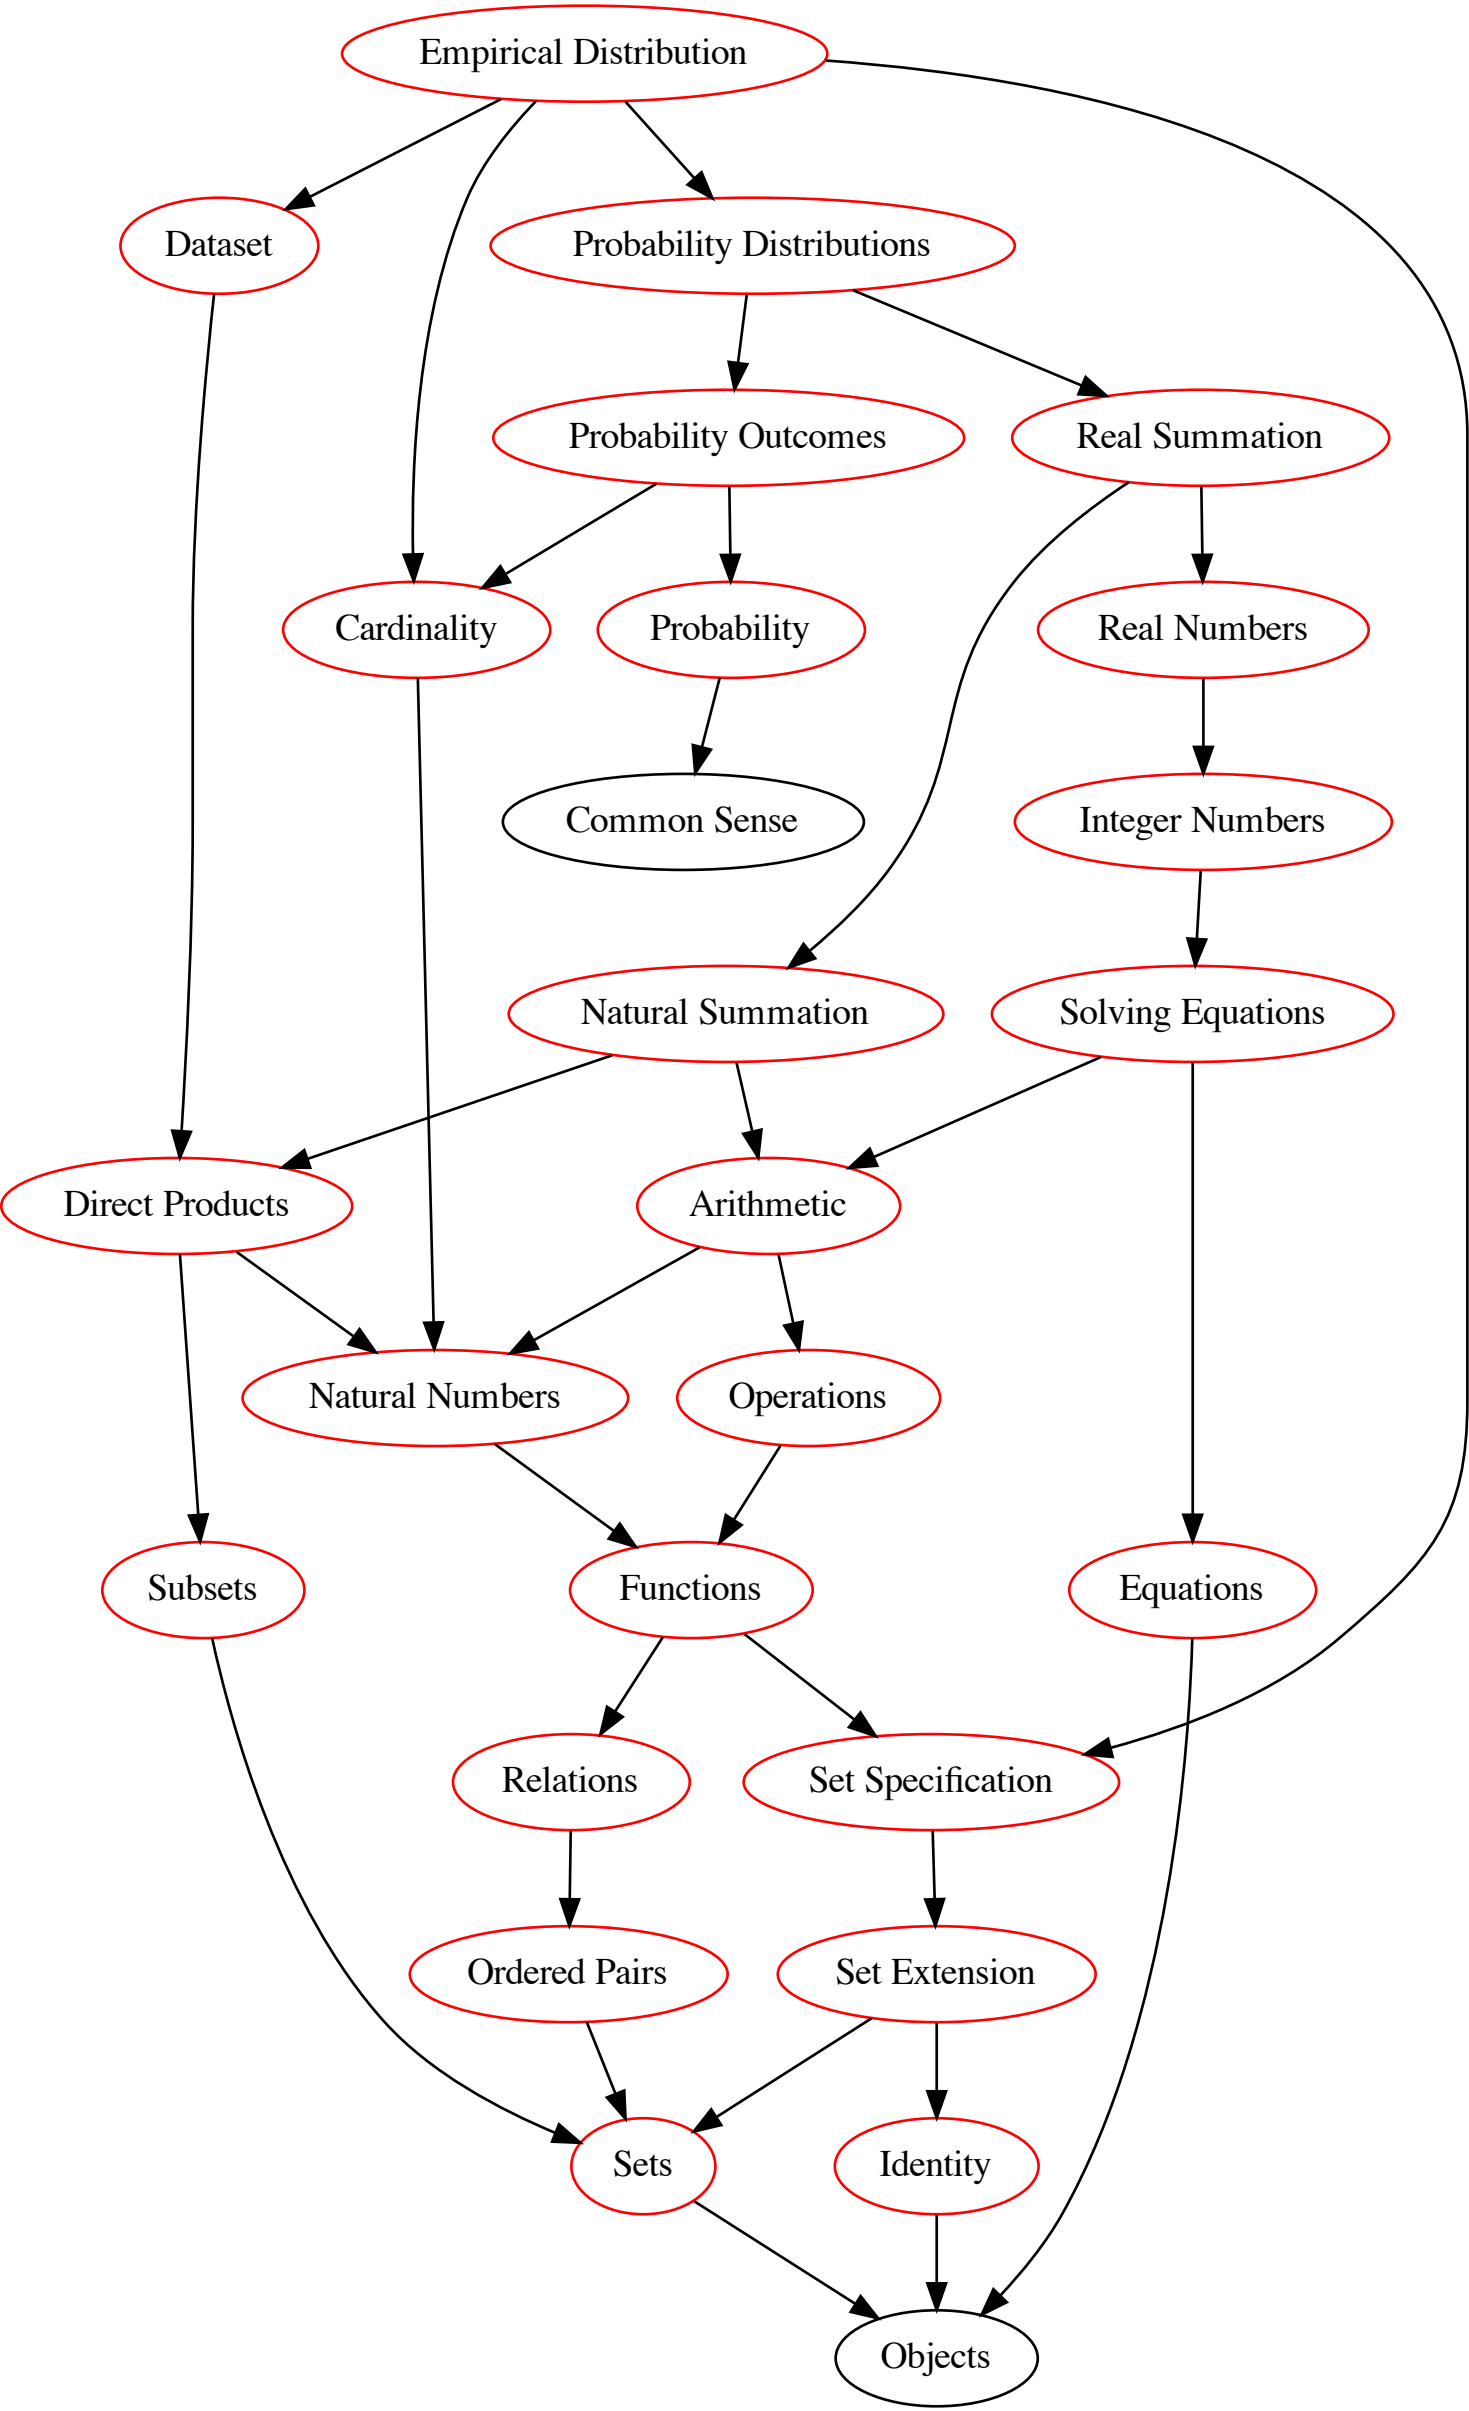 Empirical Distribution
Dataset
Probability Distributions
Probability Outcomes
Real Summation
Cardinality
Probability
Real Numbers
Common Sense
Integer Numbers
Natural Summation
Solving Equations
Direct Products
Arithmetic
Natural Numbers
Operations
Subsets
Functions
Equations
Relations
Set Specification
Ordered Pairs
Set Extension
Sets
Identity
Objects